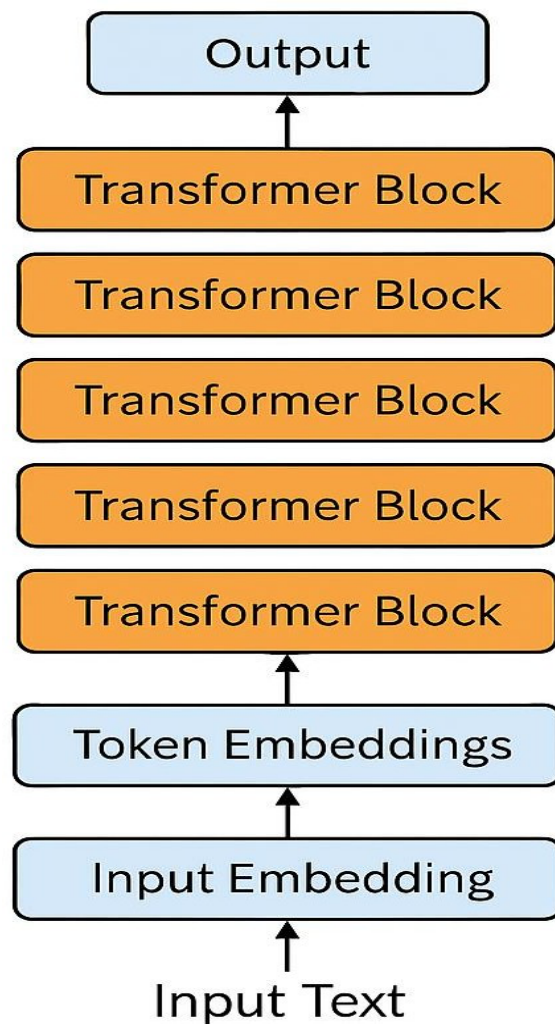 Output
Transformer Block
Transformer Block
Transformer Block
Transformer Block
Transformer Block
Token Embeddings
Input Embedding
Input Text